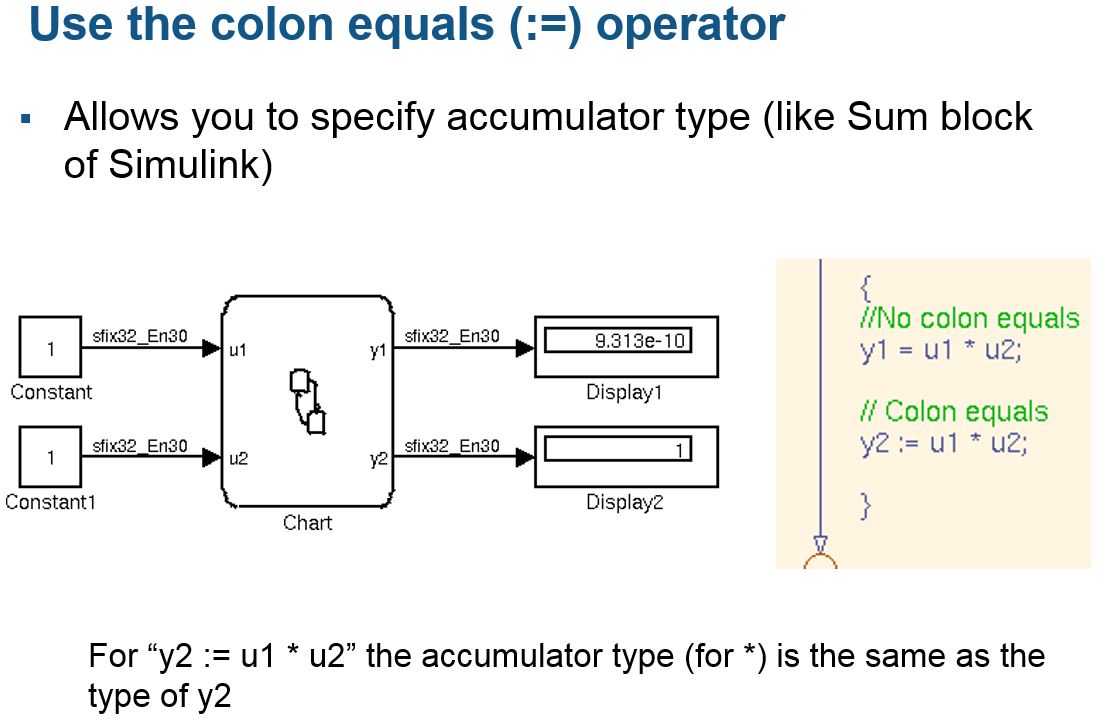 Use the colon equals (:=) operator
▪ Allows you to specify accumulator type (like Sum block
of Simulink)
1
Constant
sfix32_En30
1
Constant1
sfix32_En30
u1
u2
y1
y2
Chart
sfix32_En30
9.313e-10
Display1
sfix32_En30
1
Display2
{
//No colon equals
y1 = u1 * u2;
// Colon equals
y2 := u1 * u2;
}
For “y2 := u1 * u2” the accumulator type (for *) is the same as the
type of y2